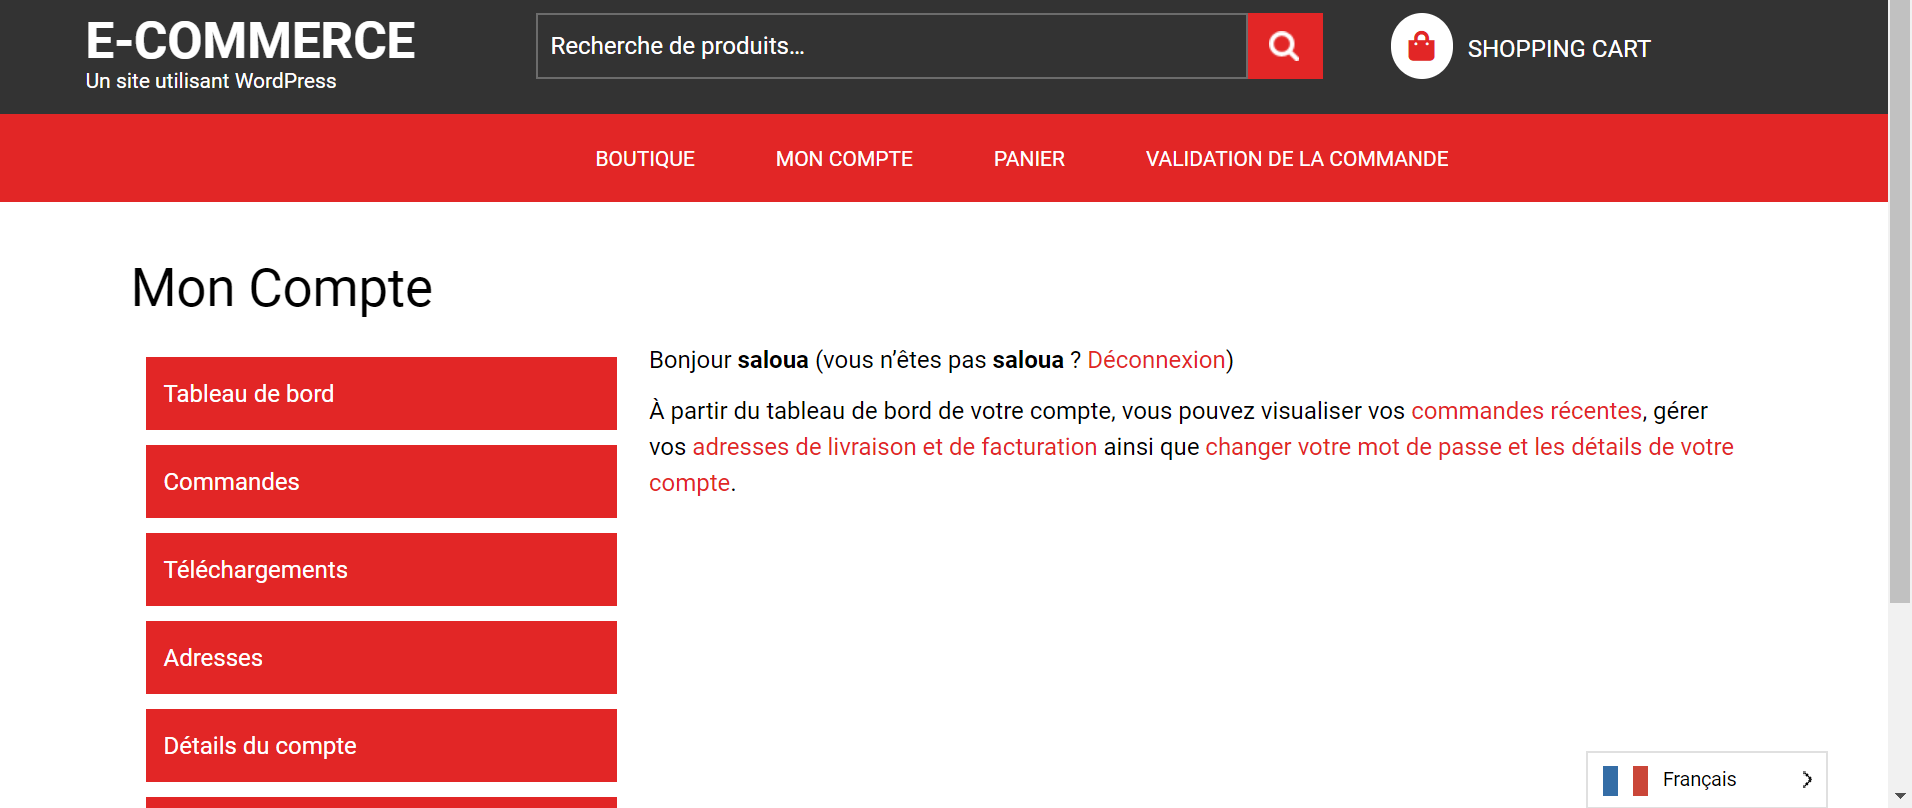 E-COMMERCE
Un site utilisant WordPress
Recherche de produits…
SHOPPING CART
BOUTIQUE
MON COMPTE
PANIER
VALIDATION DE LA COMMANDE
Mon Compte
Tableau de bord
Commandes
Téléchargements
Adresses
Détails du compte
Bonjour saloua (vous n’êtes pas saloua ? Déconnexion)
À partir du tableau de bord de votre compte, vous pouvez visualiser vos commandes récentes, gérer
vos adresses de livraison et de facturation ainsi que changer votre mot de passe et les détails de votre
compte.
Français